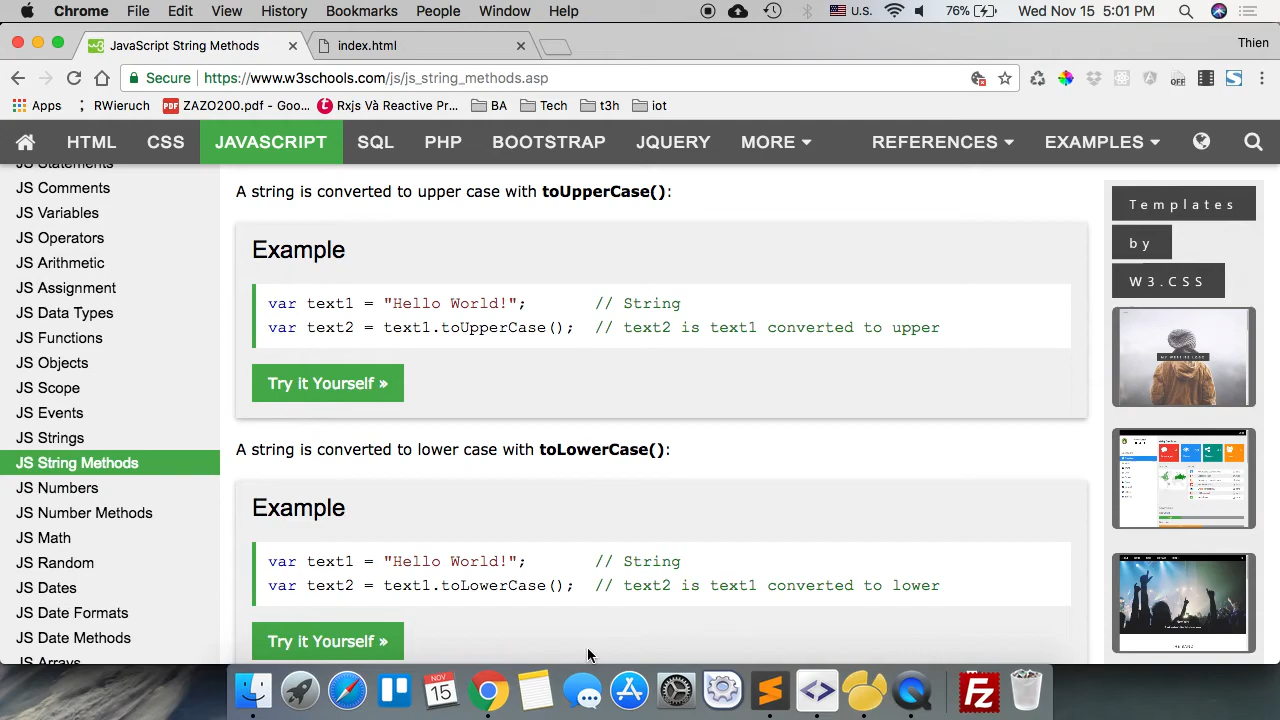 Chrome File Edit View History Bookmarks People Window Help U.S. 76% Wed Nov 15 5:01 PM
JavaScript String Methods index.html Thien
Secure https://www.w3schools.com/js/js_string_methods.asp OFF
Apps RWieruch ZAZO200.pdf - Goo... Rxjs Và Reactive Pr... BA Tech t3h iot
HTML CSS JAVASCRIPT SQL PHP BOOTSTRAP JQUERY MORE REFERENCES EXAMPLES
JS Statements
JS Comments
JS Variables
JS Operators
JS Arithmetic
JS Assignment
JS Data Types
JS Functions
JS Objects
JS Scope
JS Events
JS Strings
JS String Methods
JS Numbers
JS Number Methods
JS Math
JS Random
JS Dates
JS Date Formats
JS Date Methods
JS Arrays
A string is converted to upper case with toUpperCase():
Example
var text1 = "Hello World!"; // String
var text2 = text1.toUpperCase(); // text2 is text1 converted to upper
Try it Yourself »
A string is converted to lower case with toLowerCase():
Example
var text1 = "Hello World!"; // String
var text2 = text1.toLowerCase(); // text2 is text1 converted to lower
Try it Yourself »
Templates
by
W3.CSS
NOV
15
Fz